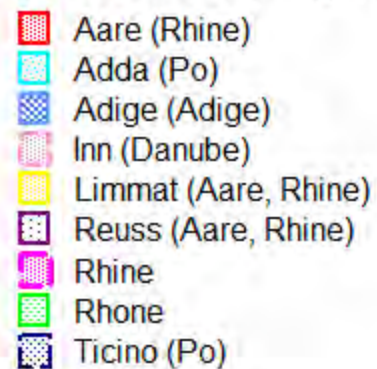 Aare (Rhine)
Adda (Po)
Adige (Adige)
Inn (Danube)
Limmat (Aare, Rhine)
Reuss (Aare, Rhine)
Rhine
Rhone
Ticino (Po)